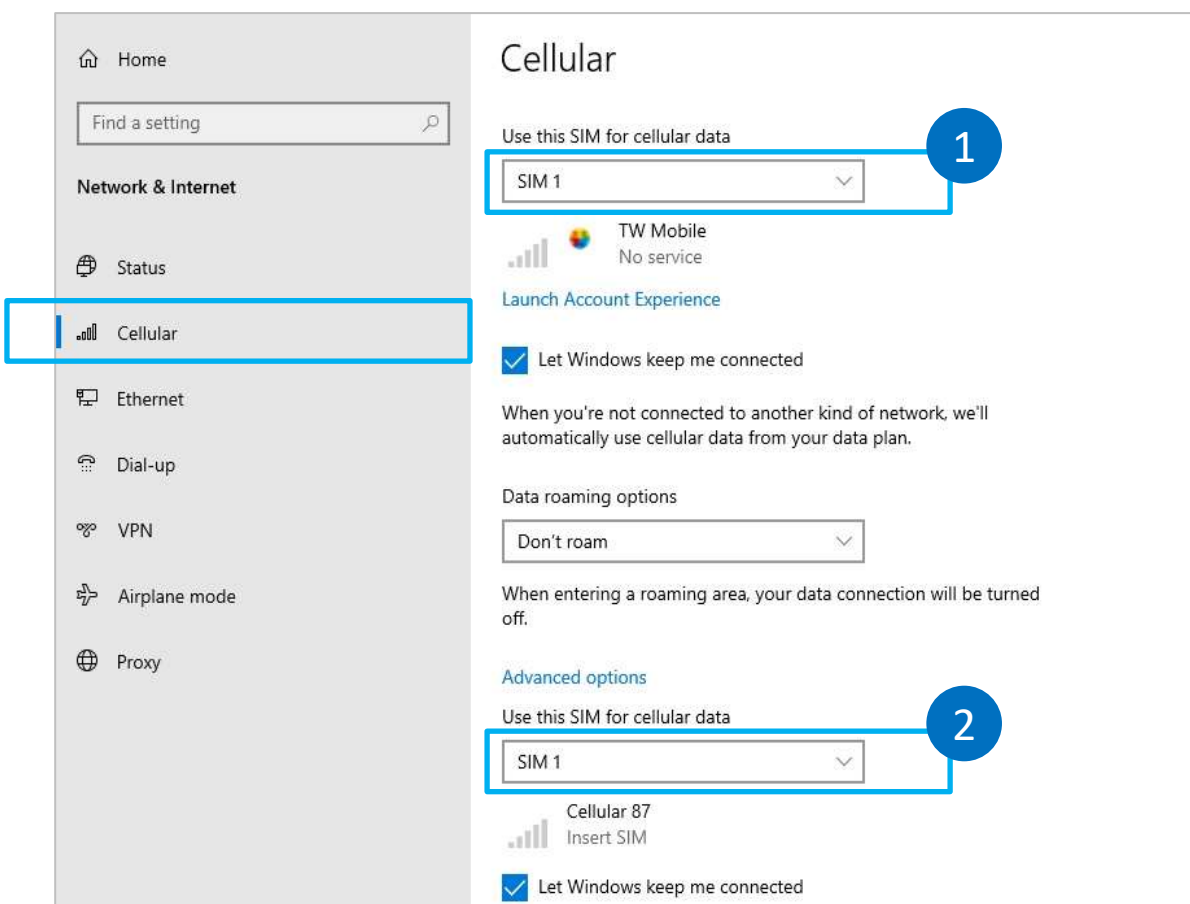 Home
Find a setting
Network & Internet
Status
Cellular
Ethernet
Dial-up
VPN
Airplane mode
Proxy
Cellular
Use this SIM for cellular data
1
SIM 1
TW Mobile
No service
Launch Account Experience
Let Windows keep me connected
When you're not connected to another kind of network, we'll
automatically use cellular data from your data plan.
Data roaming options
Don't roam
When entering a roaming area, your data connection will be turned
off.
Advanced options
Use this SIM for cellular data
2
SIM 1
Cellular 87
Insert SIM
Let Windows keep me connected